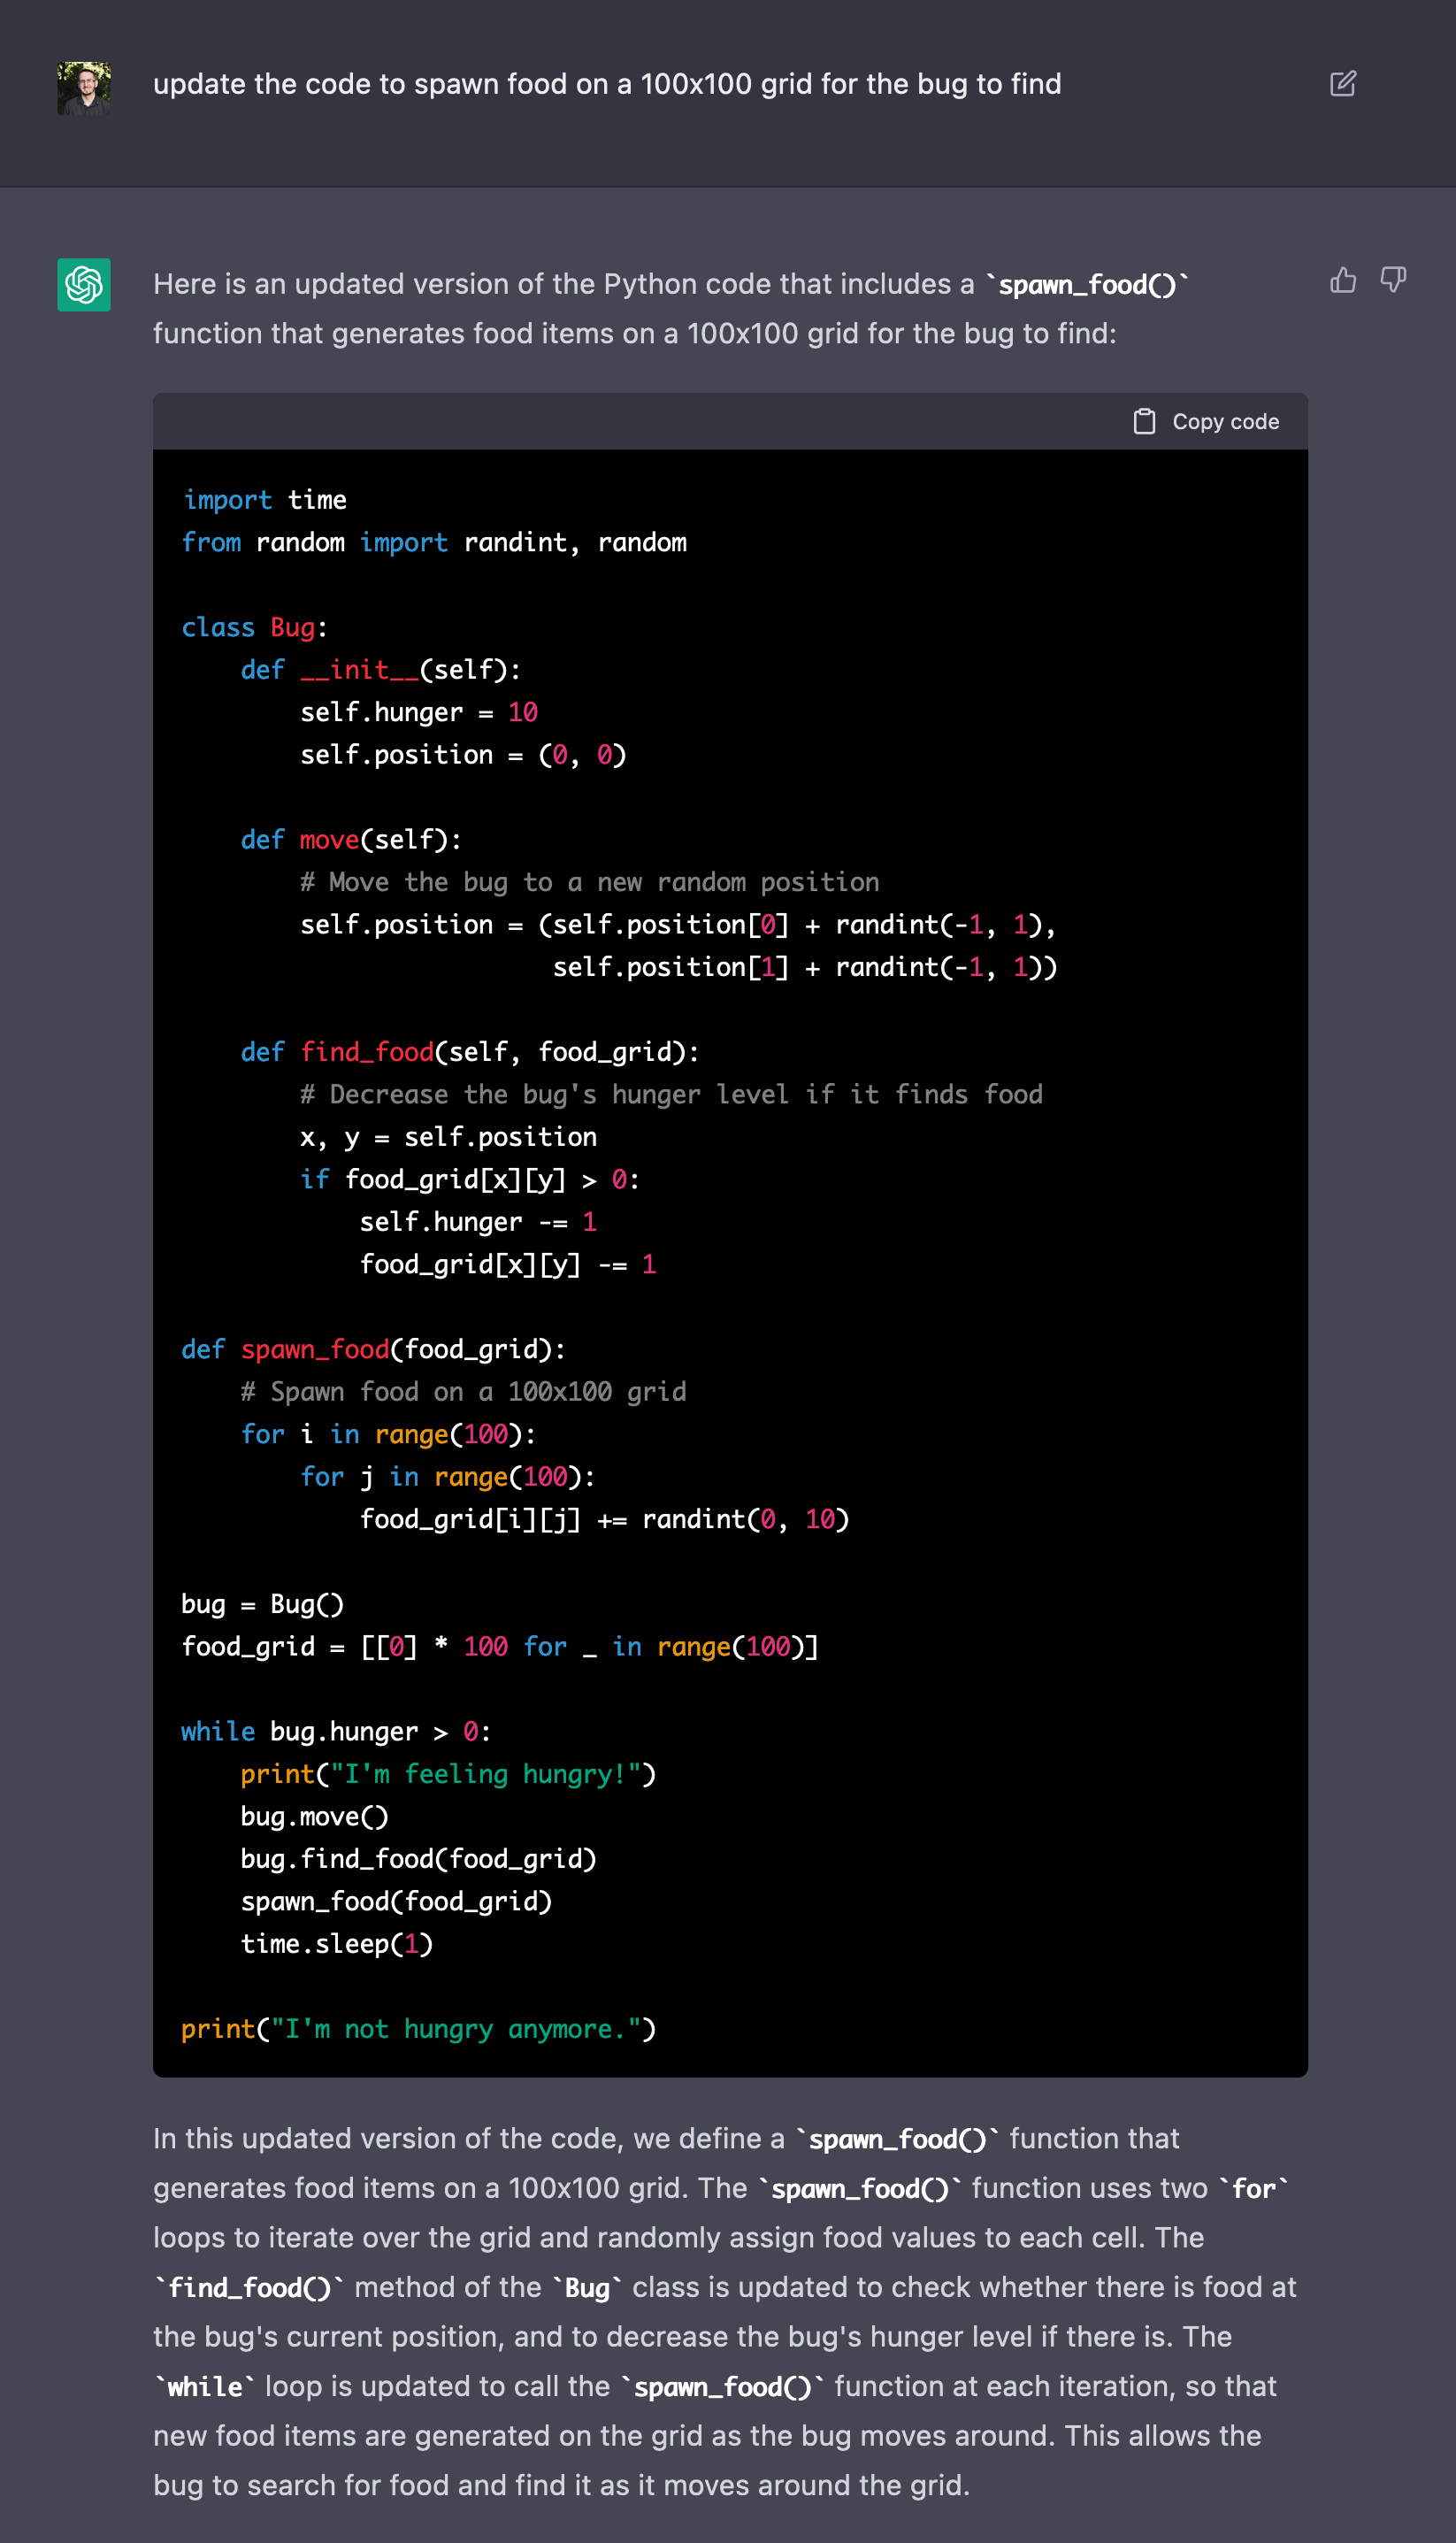 update the code to spawn food on a 100x100 grid for the bug to find
Here is an updated version of the Python code that includes a `spawn_food()`
function that generates food items on a 100x100 grid for the bug to find:
Copy code
import time
from random import randint, random

class Bug:
    def __init__(self):
        self.hunger = 10
        self.position = (0, 0)

    def move(self):
        # Move the bug to a new random position
        self.position = (self.position[0] + randint(-1, 1),
                         self.position[1] + randint(-1, 1))

    def find_food(self, food_grid):
        # Decrease the bug's hunger level if it finds food
        x, y = self.position
        if food_grid[x][y] > 0:
            self.hunger -= 1
            food_grid[x][y] -= 1

def spawn_food(food_grid):
    # Spawn food on a 100x100 grid
    for i in range(100):
        for j in range(100):
            food_grid[i][j] += randint(0, 10)

bug = Bug()
food_grid = [[0] * 100 for _ in range(100)]

while bug.hunger > 0:
    print("I'm feeling hungry!")
    bug.move()
    bug.find_food(food_grid)
    spawn_food(food_grid)
    time.sleep(1)

print("I'm not hungry anymore.")
In this updated version of the code, we define a `spawn_food()` function that
generates food items on a 100x100 grid. The `spawn_food()` function uses two `for`
loops to iterate over the grid and randomly assign food values to each cell. The
`find_food()` method of the `Bug` class is updated to check whether there is food at
the bug's current position, and to decrease the bug's hunger level if there is. The
`while` loop is updated to call the `spawn_food()` function at each iteration, so that
new food items are generated on the grid as the bug moves around. This allows the
bug to search for food and find it as it moves around the grid.